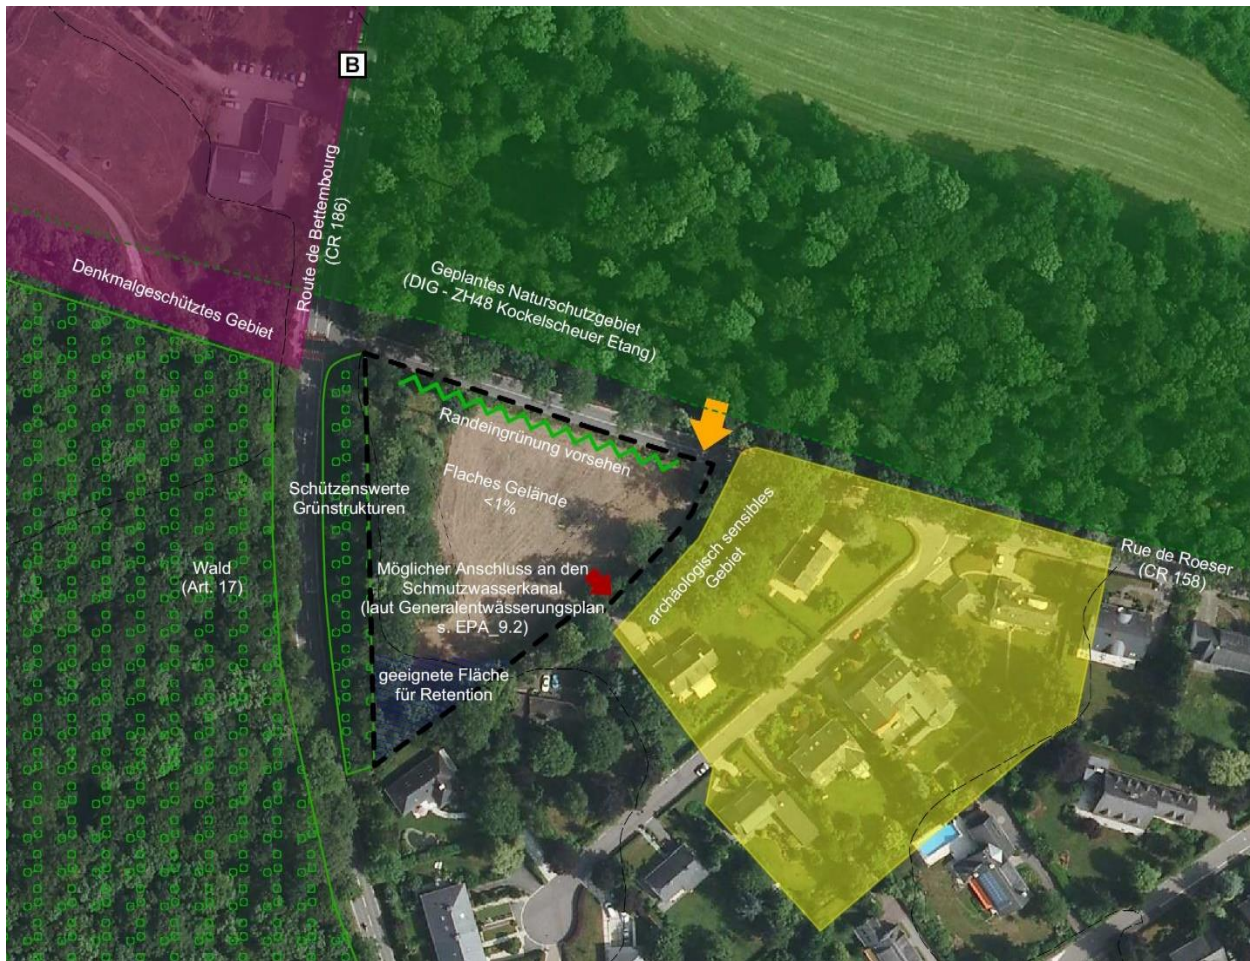 B
Route de Bettembourg
(CR 186)
Denkmalgeschütztes Gebiet
Geplantes Naturschutzgebiet
(DIG - ZH48 Kockelscheuer Etang)
Randeingrünung vorsehen
Flaches Gelände
<1%
Schützenswerte
Grünstrukturen
archäologisch sensibles
Gebiet
Rue de Roeser
(CR 158)
Wald
(Art. 17)
Möglicher Anschluss an den
Schmutzwasserkanal
(laut Generalentwässerungsplan,
s. EPA_9.2)
geeignete Fläche
für Retention